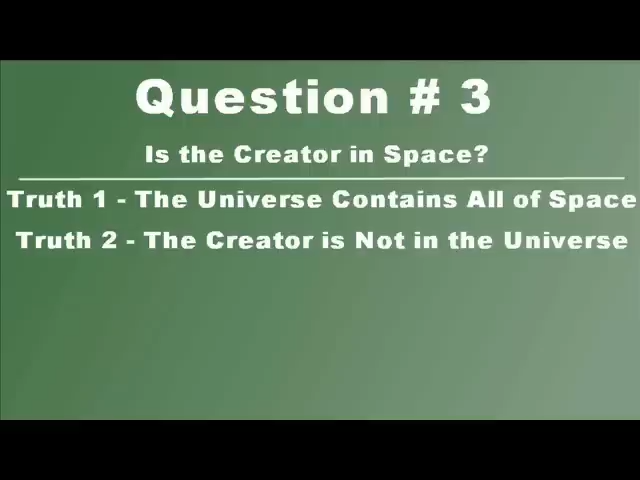 Question # 3
Is the Creator in Space?
Truth 1 - The Universe Contains All of Space
Truth 2 - The Creator is Not in the Universe